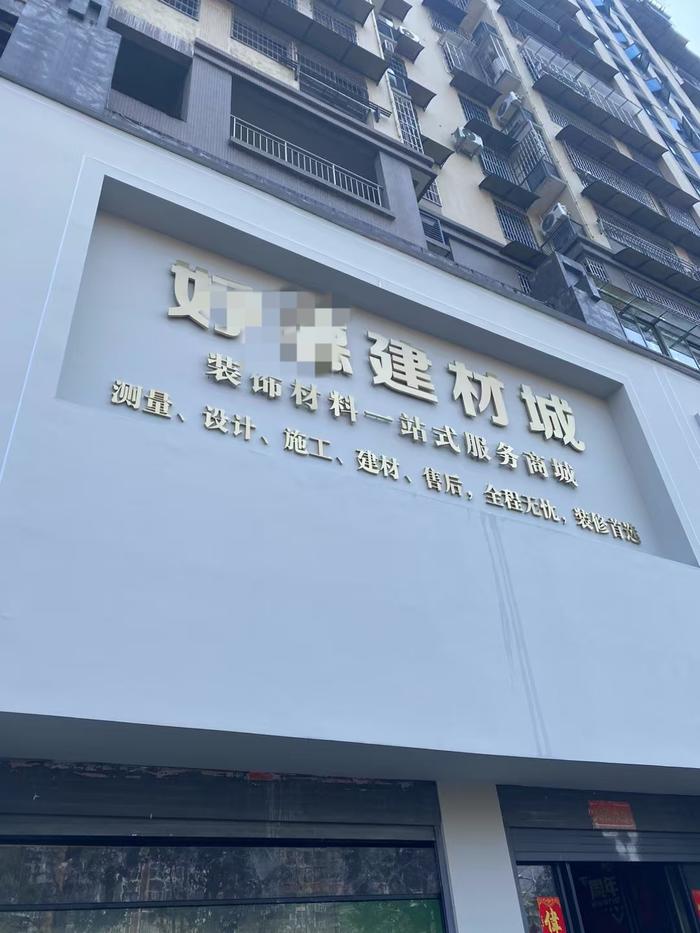 好 建材城
装饰材料一站式服务商城
测量、设计、施工、建材、售后，全程无忧，装修首选